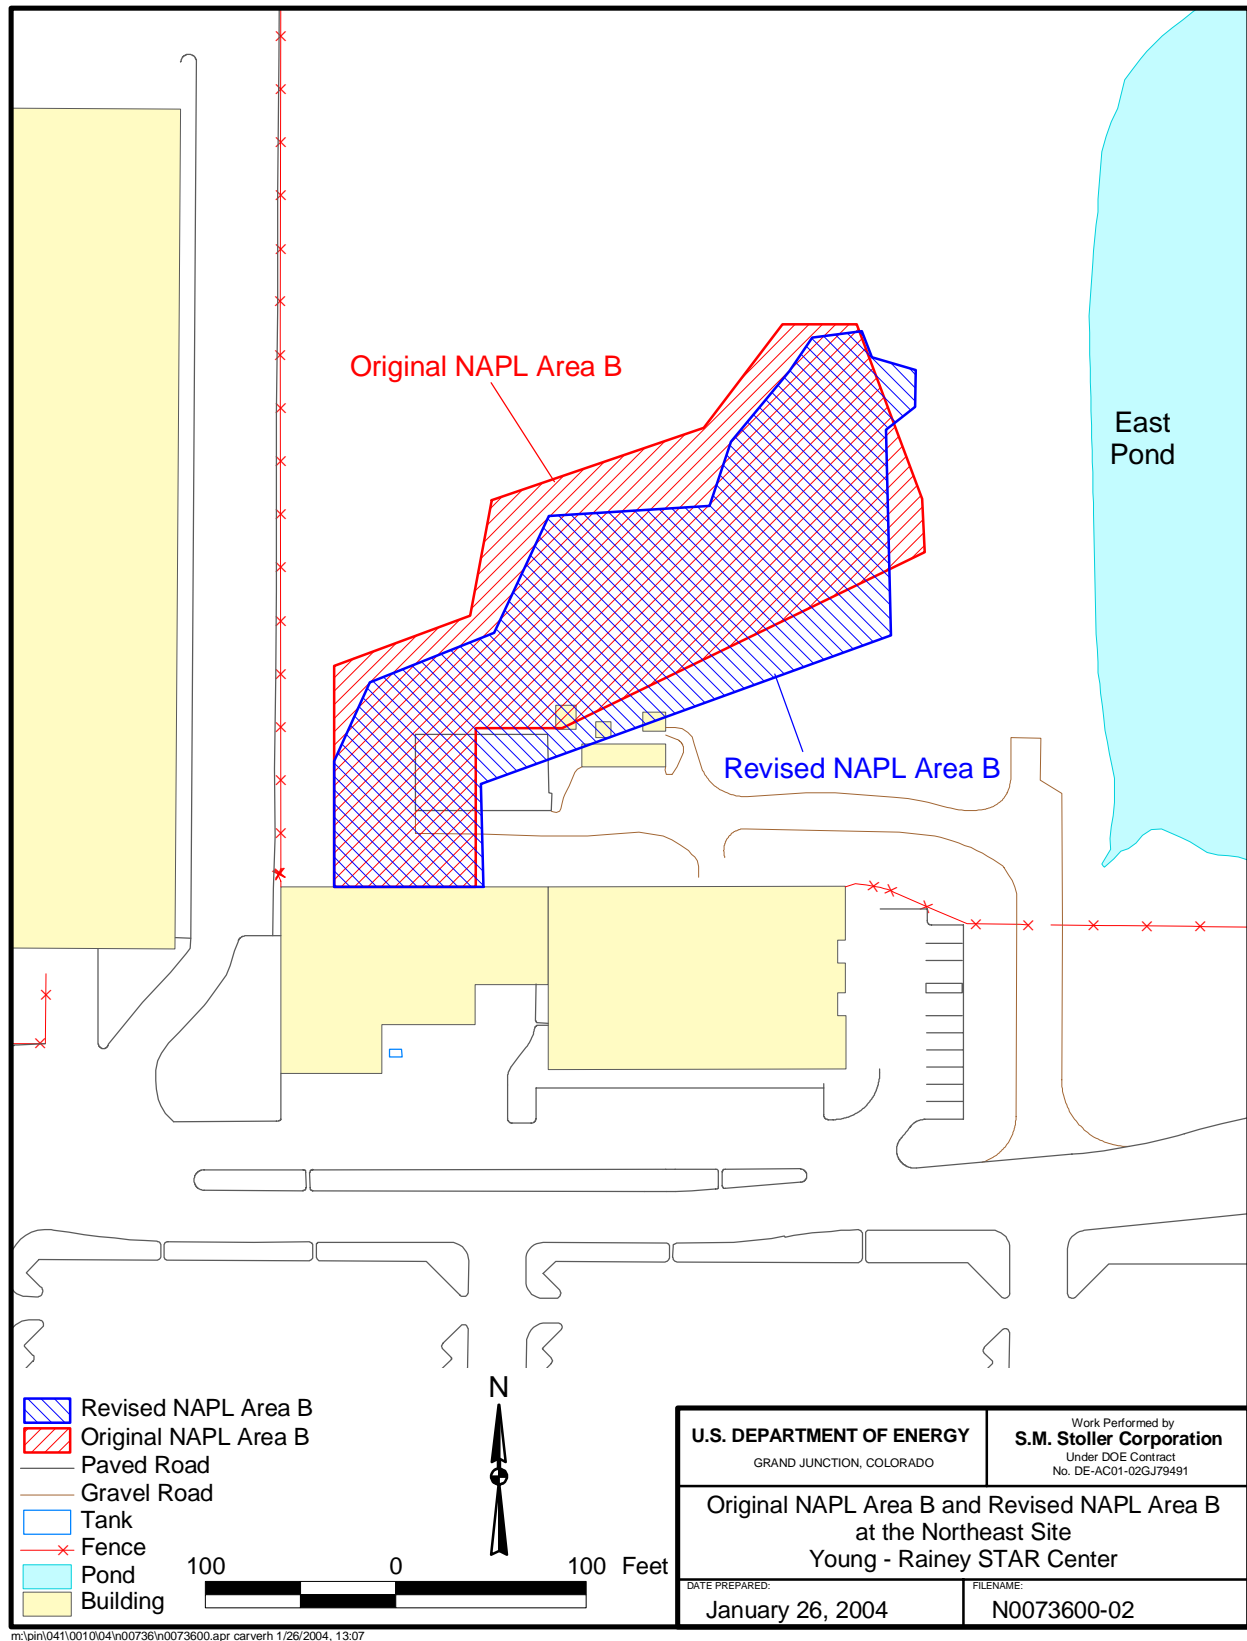 Original NAPL Area B
East
Pond
Revised NAPL Area B
Revised NAPL Area B
Original NAPL Area B
Paved Road
Gravel Road
Tank
Fence
Pond
Building
N
100 0 100 Feet
U.S. DEPARTMENT OF ENERGY
GRAND JUNCTION, COLORADO
Work Performed by
S.M. Stoller Corporation
Under DOE Contract
No. DE-AC01-02GJ79491
Original NAPL Area B and Revised NAPL Area B
at the Northeast Site
Young - Rainey STAR Center
DATE PREPARED:
January 26, 2004
FILENAME:
N0073600-02
m:\pin\041\0010\04\n00736\n0073600.apr carverh 1/26/2004, 13:07